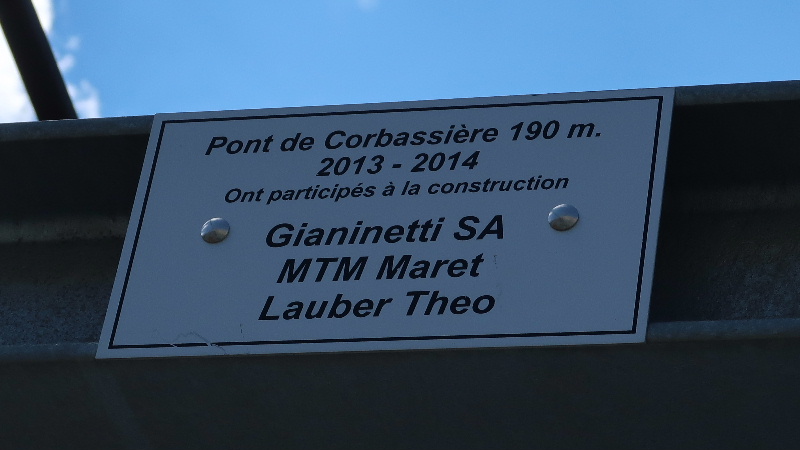 Pont de Corbassière 190 m.
2013 - 2014
Ont participés à la construction
Gianinetti SA
MTM Maret
Lauber Theo